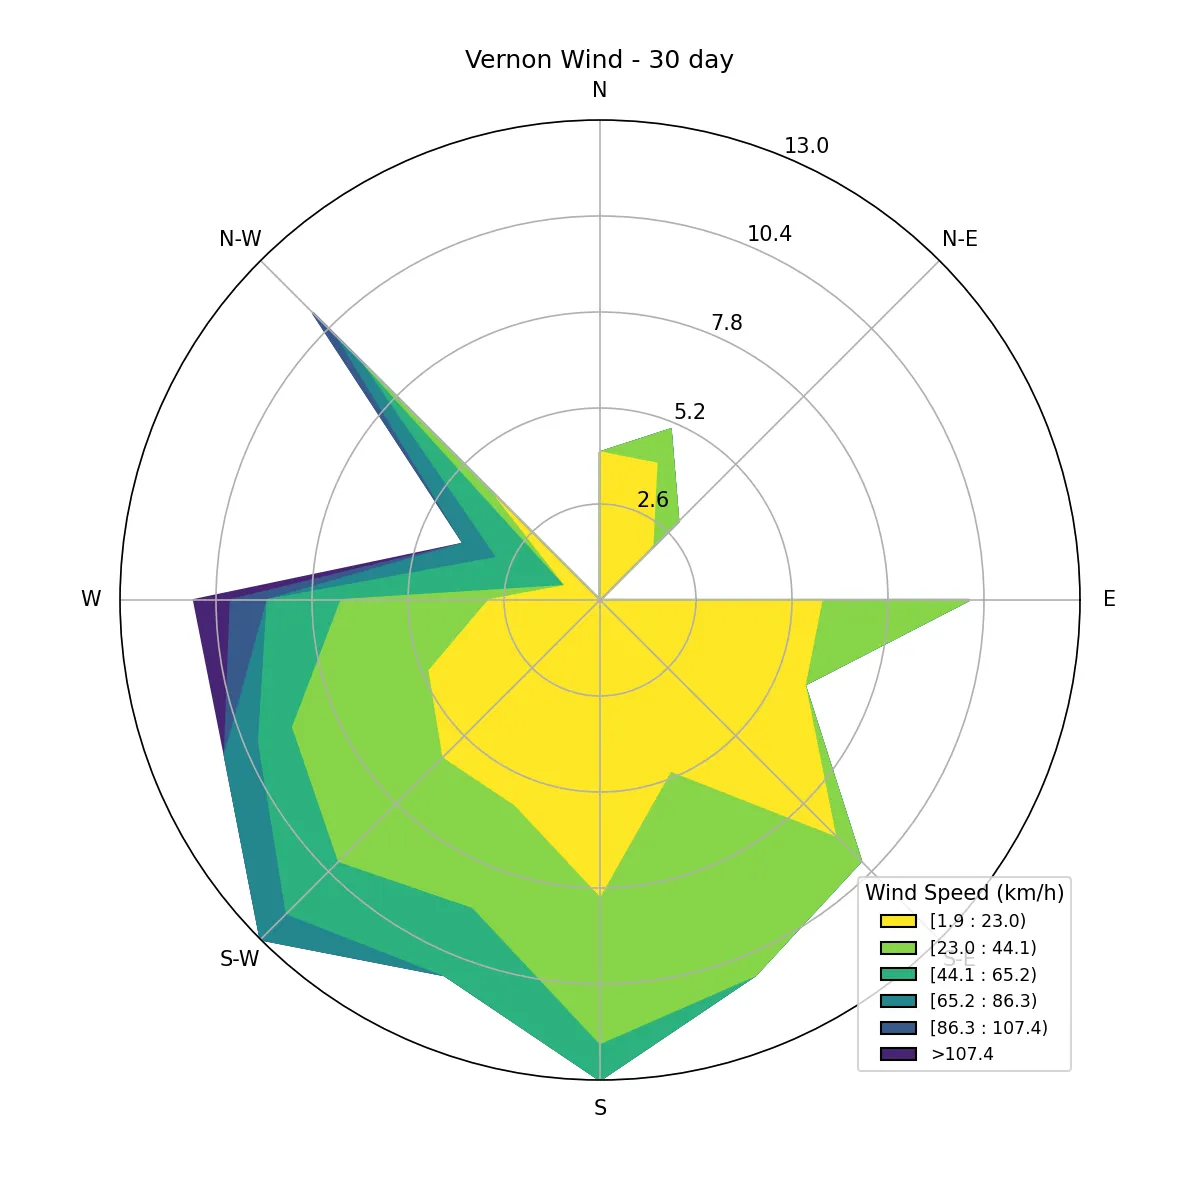 Vernon Wind - 30 day
N
13.0
10.4
N-W
N-E
7.8
5.2
2.6
W
E
Wind Speed (km/h)
[1.9 : 23.0)
[23.0 : 44.1)
S-W
S-E
[44.1 : 65.2)
[65.2 : 86.3)
[86.3 : 107.4)
>107.4
S